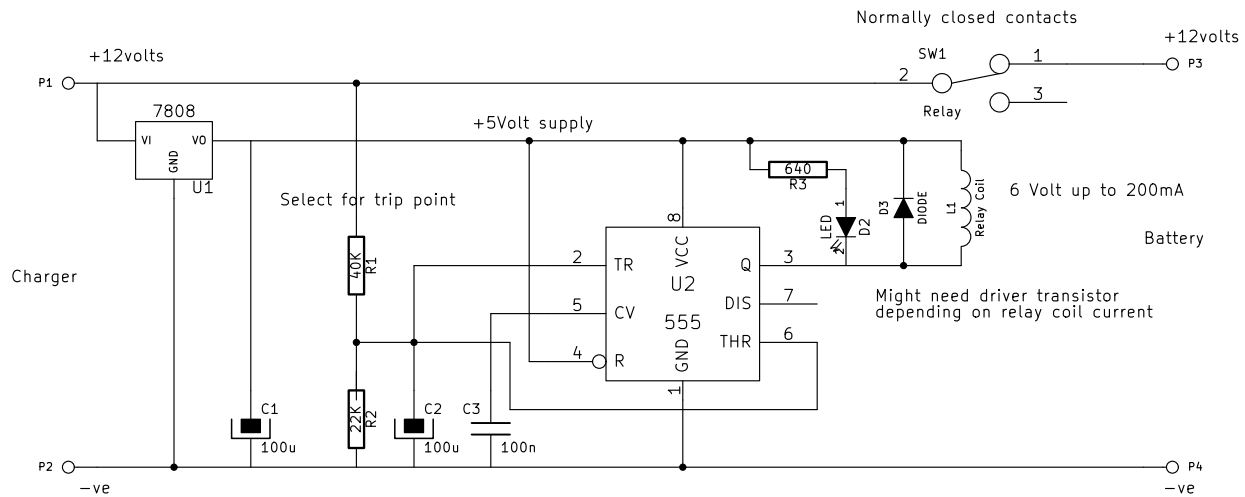 Normally closed contacts
+12volts
+12volts
SW1
P1
2
1
P3
7808
3
Relay
+5Volt supply
VI
VO
GND
U1
640
R3
Select for trip point
6 Volt up to 200mA
1
LED
D2
2
D3
DIODE
L1
Relay Coil
8
Battery
40K
R1
2
TR
VCC
Q
3
Charger
U2
DIS
7
Might need driver transistor
depending on relay coil current
5
CV
555
THR
6
4
R
GND
1
22K
R2
C1
100u
C2
100u
C3
100n
P2
P4
-ve
-ve